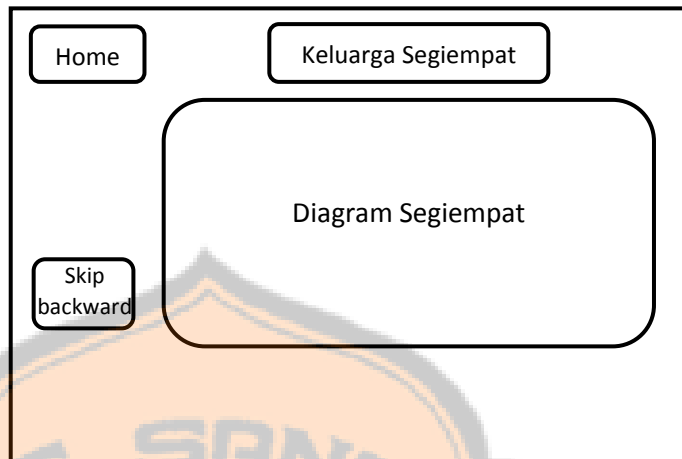 Home
Keluarga Segiempat
Diagram Segiempat
Skip
backward